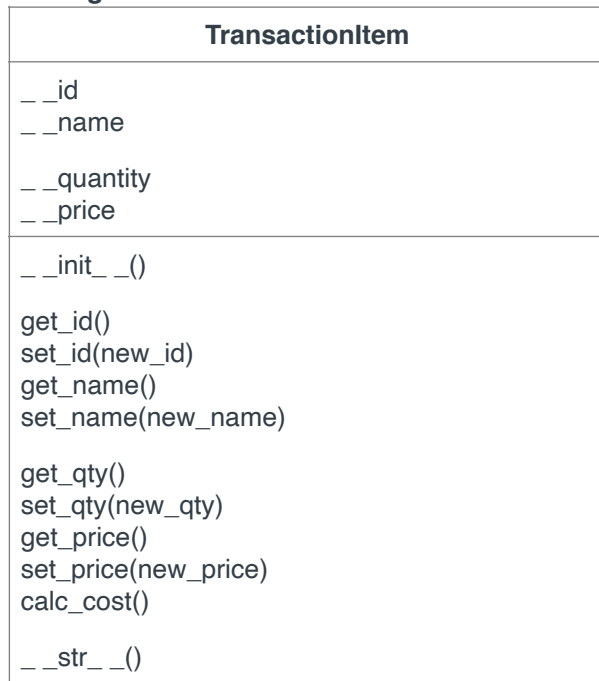 TransactionItem
_ _id
_ _name
_ _quantity
_ _price
_ _init_ _()
get_id()
set_id(new_id)
get_name()
set_name(new_name)
get_qty()
set_qty(new_qty)
get_price()
set_price(new_price)
calc_cost()
_ _str_ _()